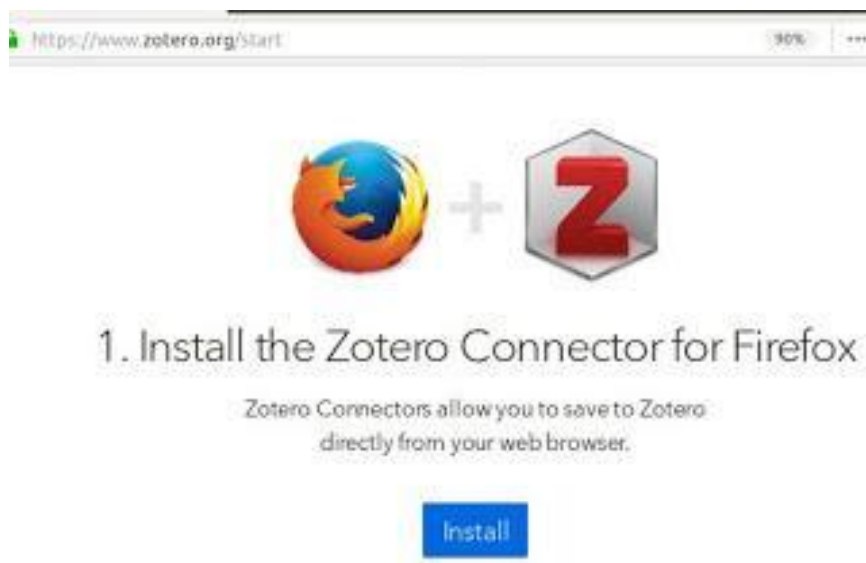 https://www.zotero.org/start 90% ...
Z
1. Install the Zotero Connector for Firefox
Zotero Connectors allow you to save to Zotero
directly from your web browser.
Install